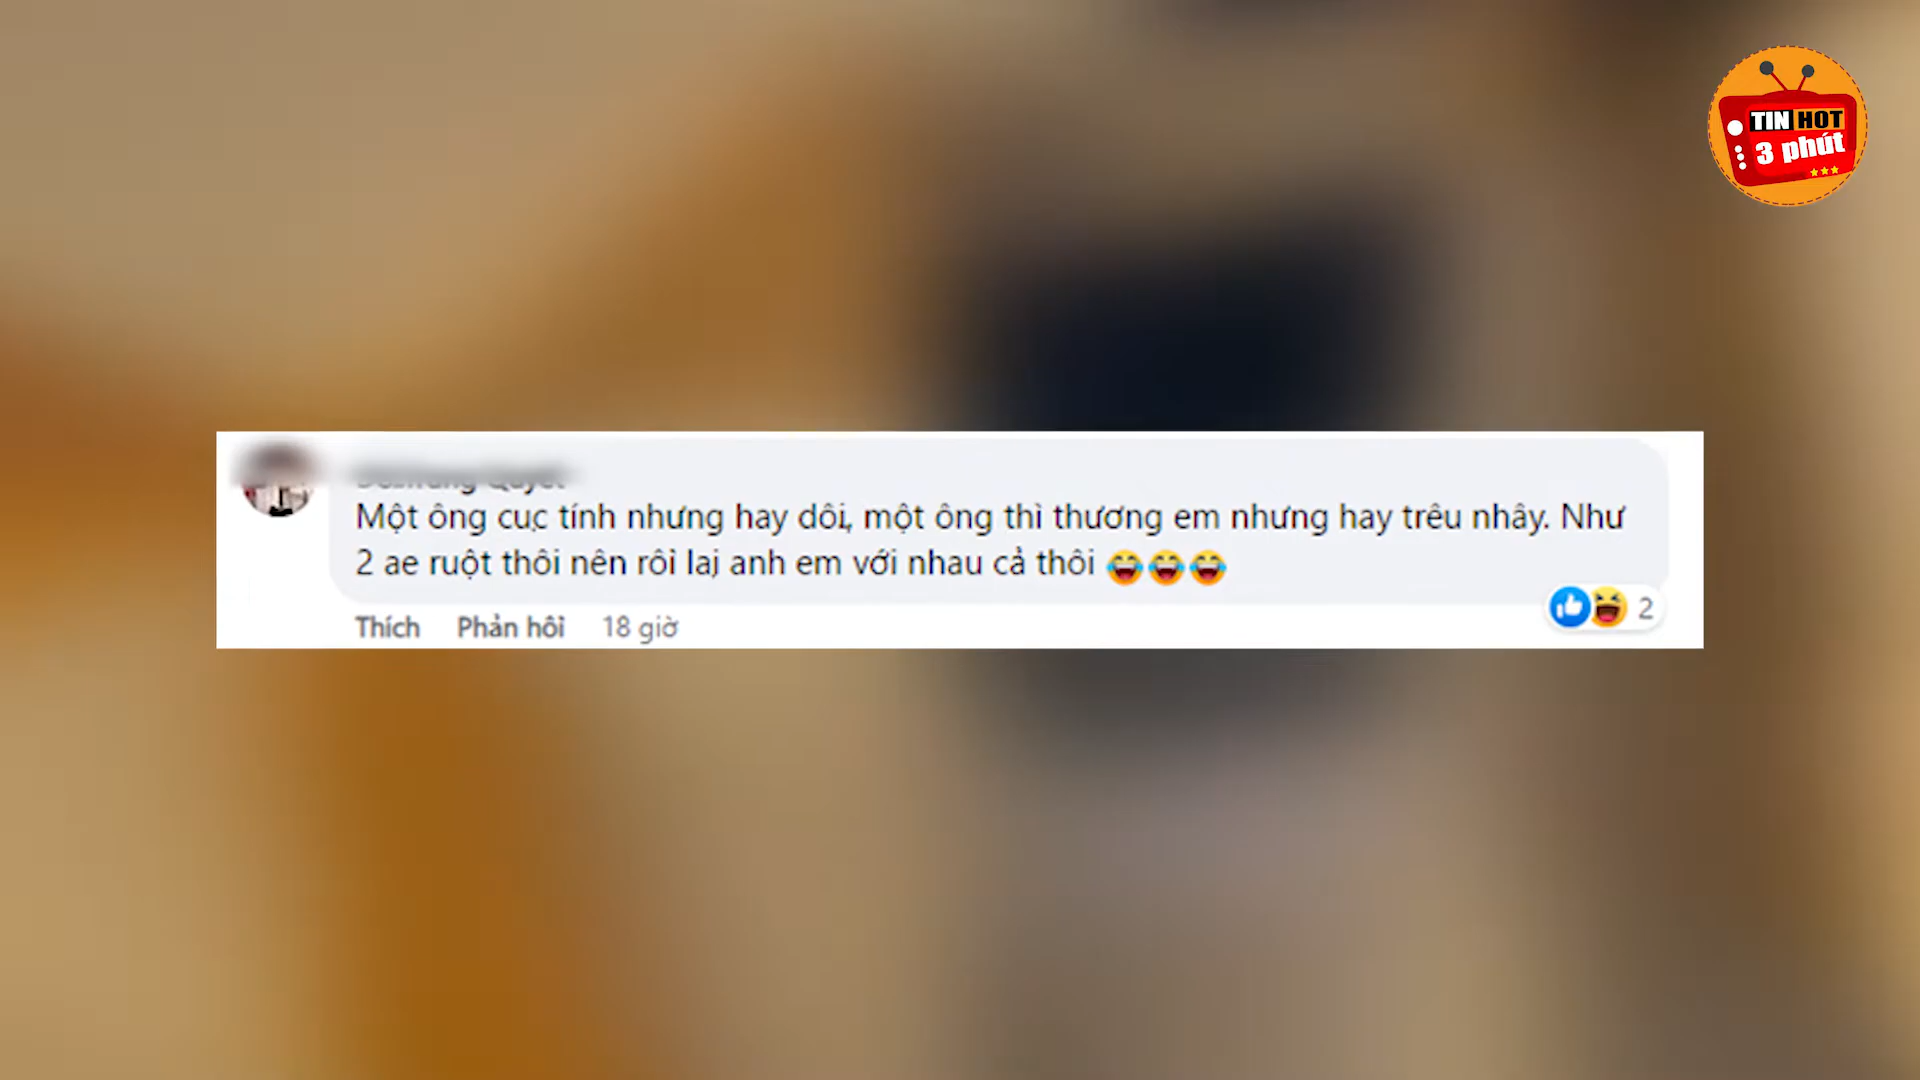 TIN HOT
3 phút
Một ông cục tính nhưng hay dỗi, một ông thì thương em nhưng hay trêu nhây. Như
2 ae ruột thôi nên rồi lại anh em với nhau cả thôi 😂😂😂
Thích Phản hồi 18 giờ
2